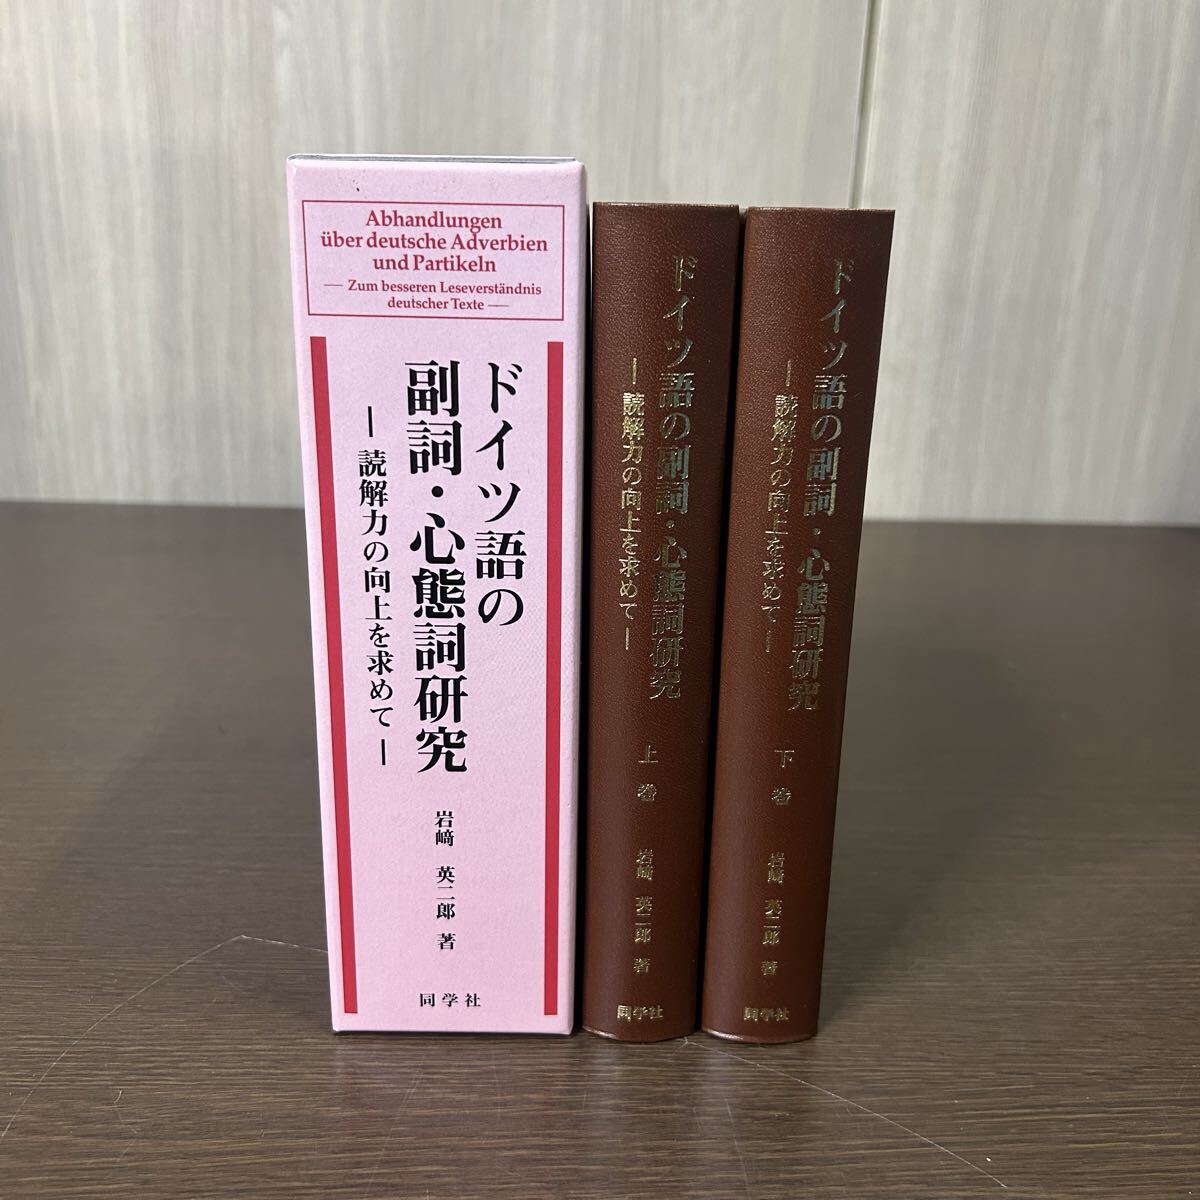 Abhandlungen
über deutsche Adverbien
und Partikeln
— Zum besseren Leseverständnis
deutscher Texte —
ドイツ語の
副詞・心態詞研究
―読解力の向上を求めて―
岩﨑 英二郎 著
同学社
ドイツ語の副詞・心態詞研究
―読解力の向上を求めて―
上巻
岩﨑 英二郎 著
同学社
ドイツ語の副詞・心態詞研究
―読解力の向上を求めて―
下巻
岩﨑 英二郎 著
同学社